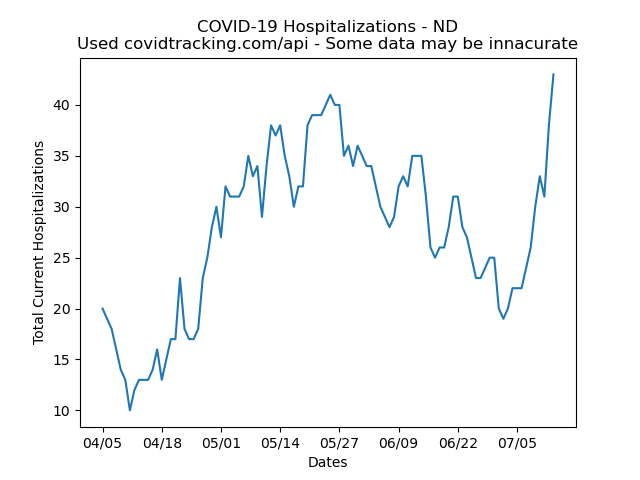 COVID-19 Hospitalizations - ND
Used covidtracking.com/api - Some data may be innacurate
Total Current Hospitalizations
40
35
30
25
20
15
10
04/05 04/18 05/01 05/14 05/27 06/09 06/22 07/05
Dates